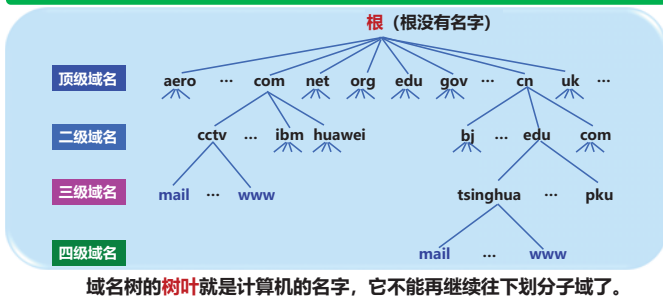 根（根没有名字）
顶级域名 aero … com net org edu gov … cn uk …
二级域名 cctv … ibm huawei bj … edu com
三级域名 mail … www tsinghua … pku
四级域名 mail … www
域名树的树叶就是计算机的名字，它不能再继续往下划分子域了。